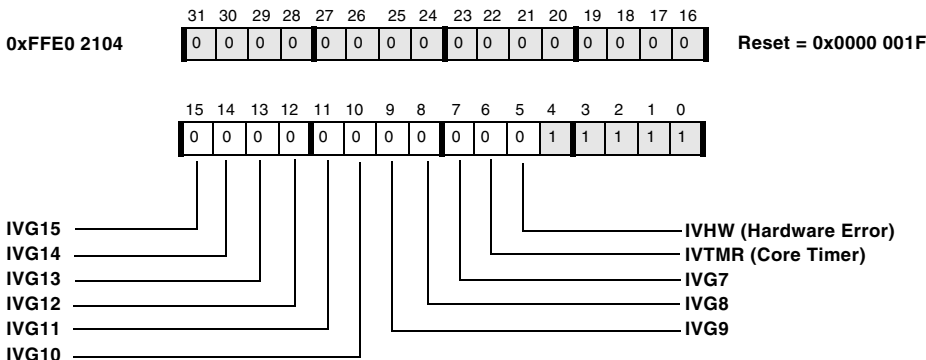 31 30 29 28 27 26 25 24 23 22 21 20 19 18 17 16
0xFFE0 2104 0 0 0 0 0 0 0 0 0 0 0 0 0 0 0 0 Reset = 0x0000 001F
15 14 13 12 11 10 9 8 7 6 5 4 3 2 1 0
0 0 0 0 0 0 0 0 0 0 0 1 1 1 1 1
IVG15 IVHW (Hardware Error)
IVG14 IVTMR (Core Timer)
IVG13 IVG7
IVG12 IVG8
IVG11 IVG9
IVG10